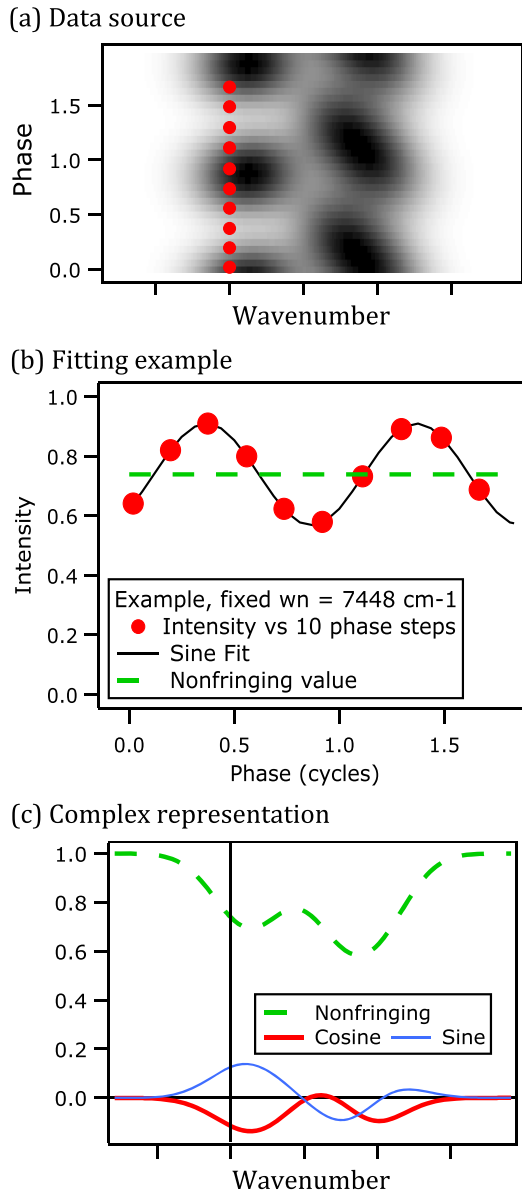 (a) Data source
1.5
1.0
0.5
0.0
Phase
Wavenumber
(b) Fitting example
1.0
0.8
0.6
0.4
0.2
0.0
Intensity
Example, fixed wn = 7448 cm-1
Intensity vs 10 phase steps
Sine Fit
Nonfringing value
0.0 0.5 1.0 1.5
Phase (cycles)
(c) Complex representation
1.0
0.8
0.6
0.4
0.2
0.0
Nonfringing
Cosine Sine
Wavenumber